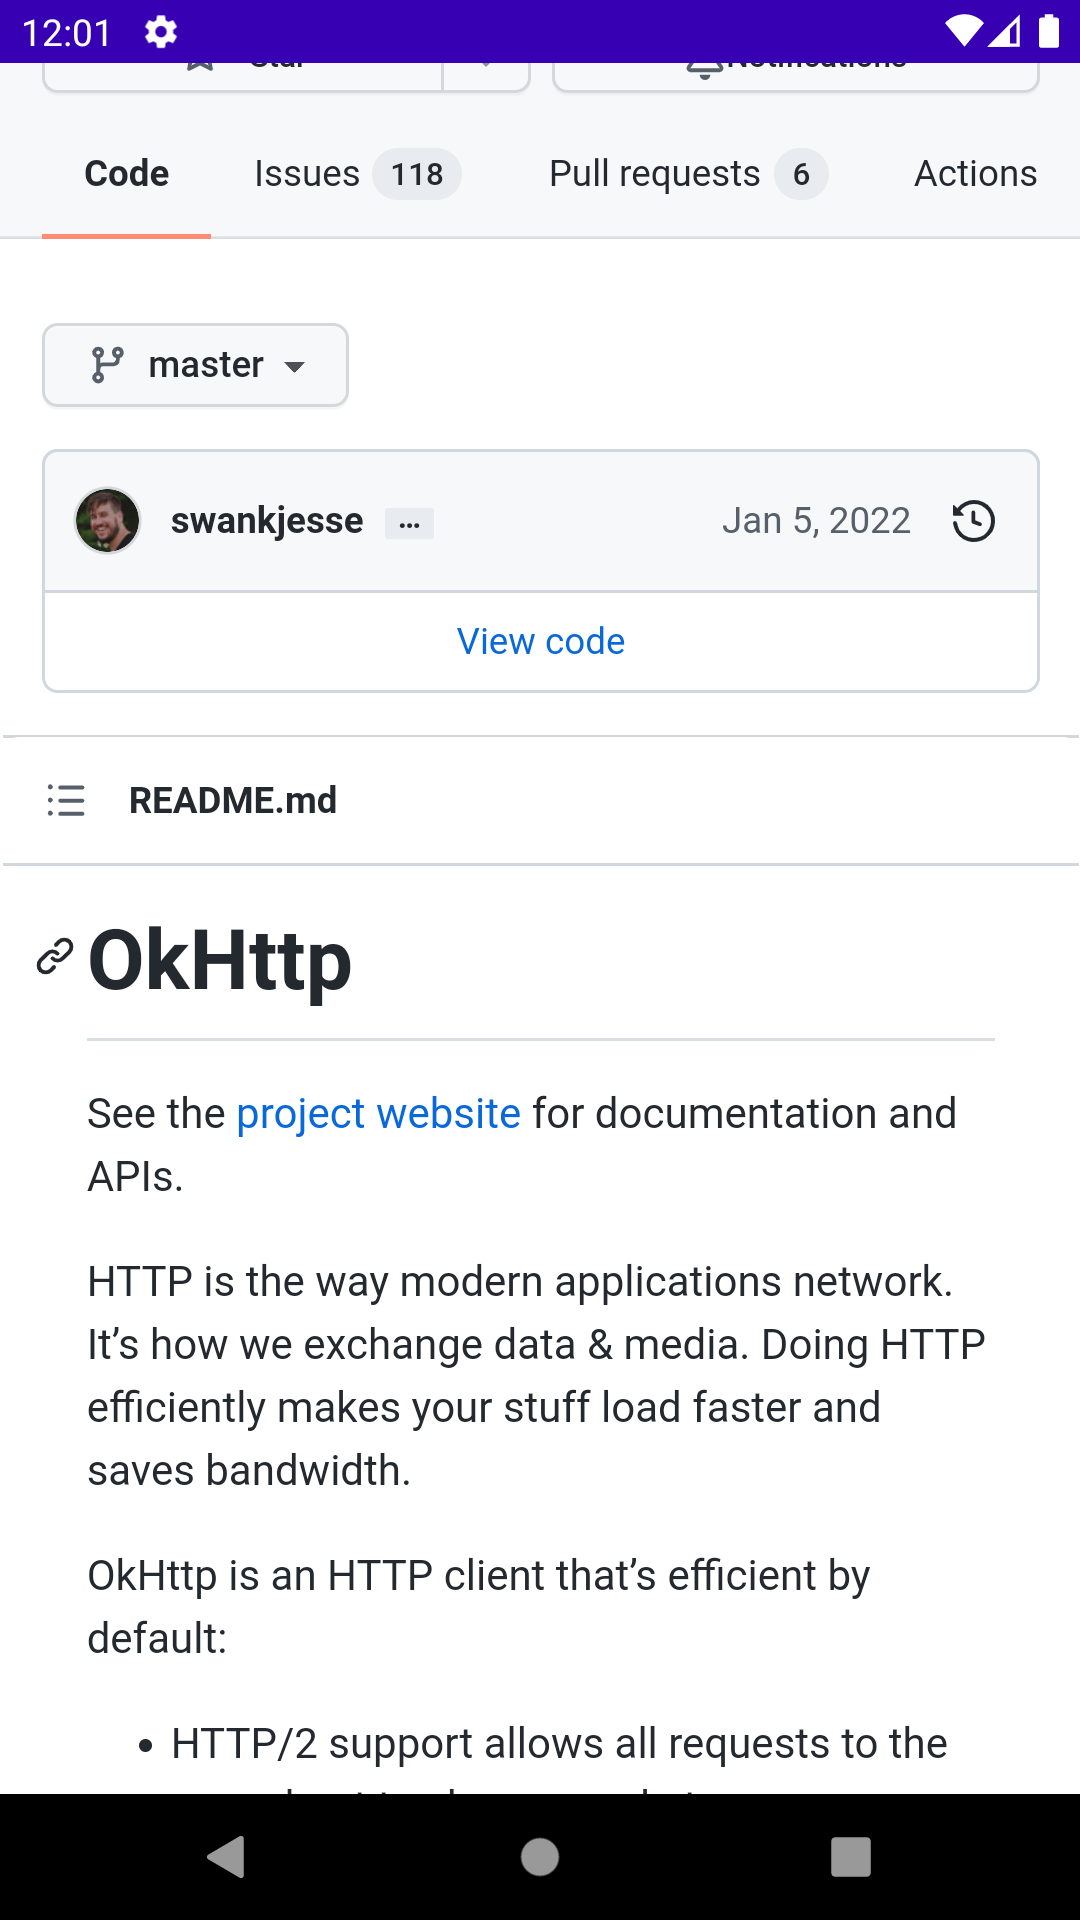 12:01
Star Notifications
Code Issues 118 Pull requests 6 Actions
master
swankjesse ... Jan 5, 2022
View code
README.md
OkHttp
See the project website for documentation and
APIs.
HTTP is the way modern applications network.
It’s how we exchange data & media. Doing HTTP
efficiently makes your stuff load faster and
saves bandwidth.
OkHttp is an HTTP client that’s efficient by
default:
• HTTP/2 support allows all requests to the